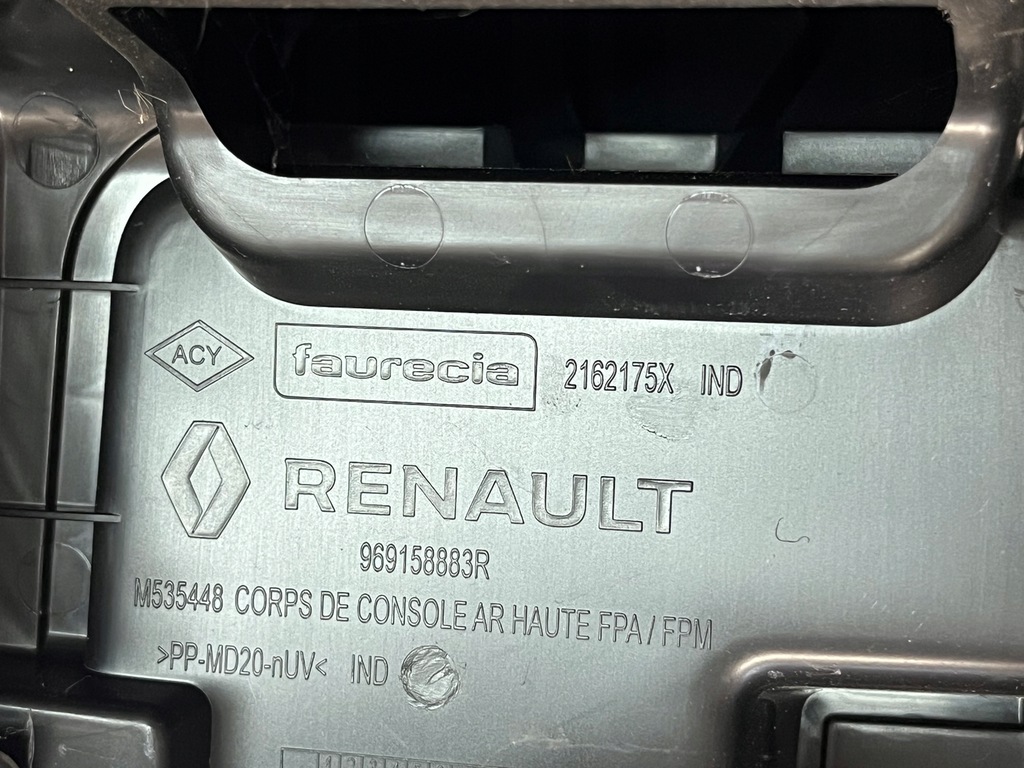 ACY faurecia 2162175X IND
RENAULT
969158883R
M535448 CORPS DE CONSOLE AR HAUTE FPA / FPM
>PP-MD20-nUV< IND